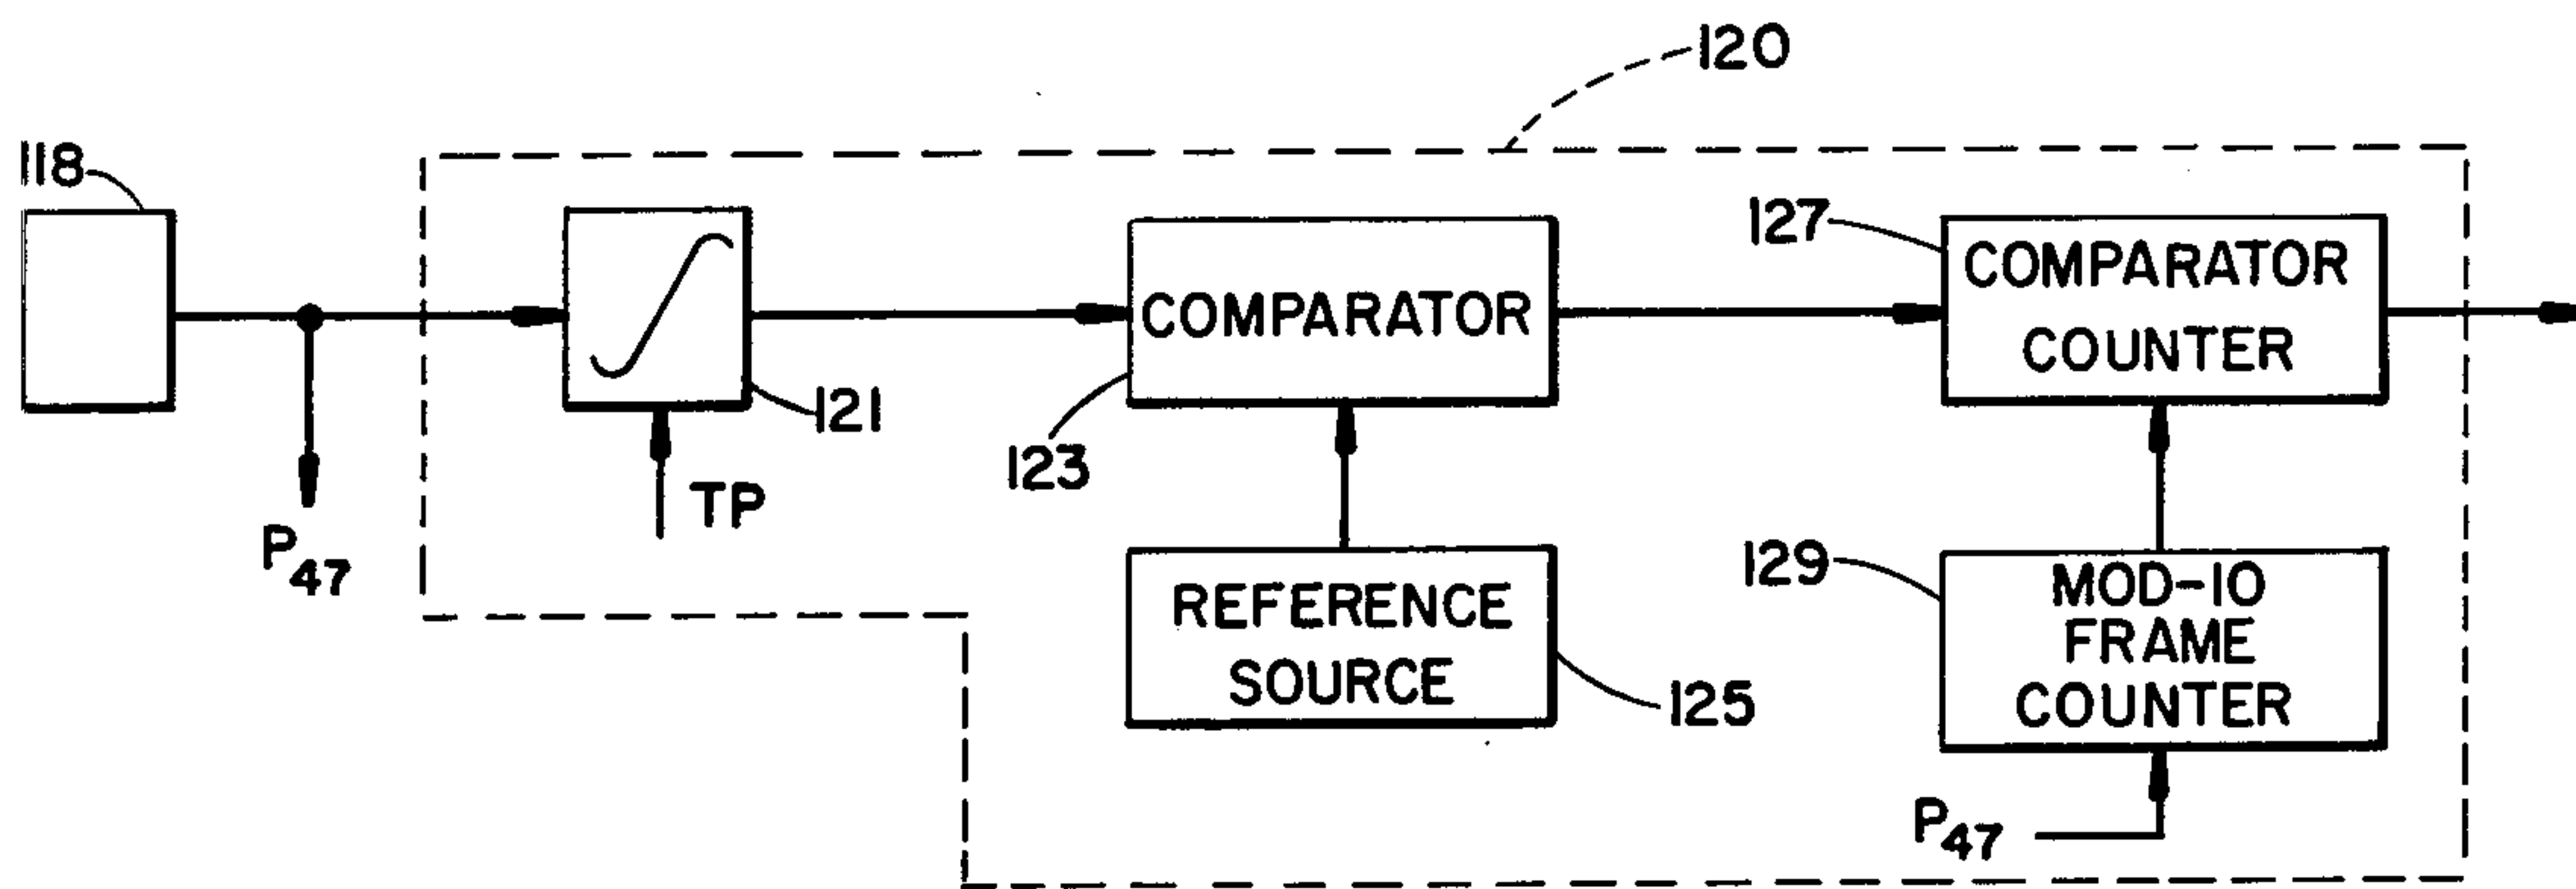 120
118
127
COMPARATOR
COUNTER
COMPARATOR
121
123
TP
P47
129
MOD-10
FRAME
COUNTER
REFERENCE
SOURCE
125
P47